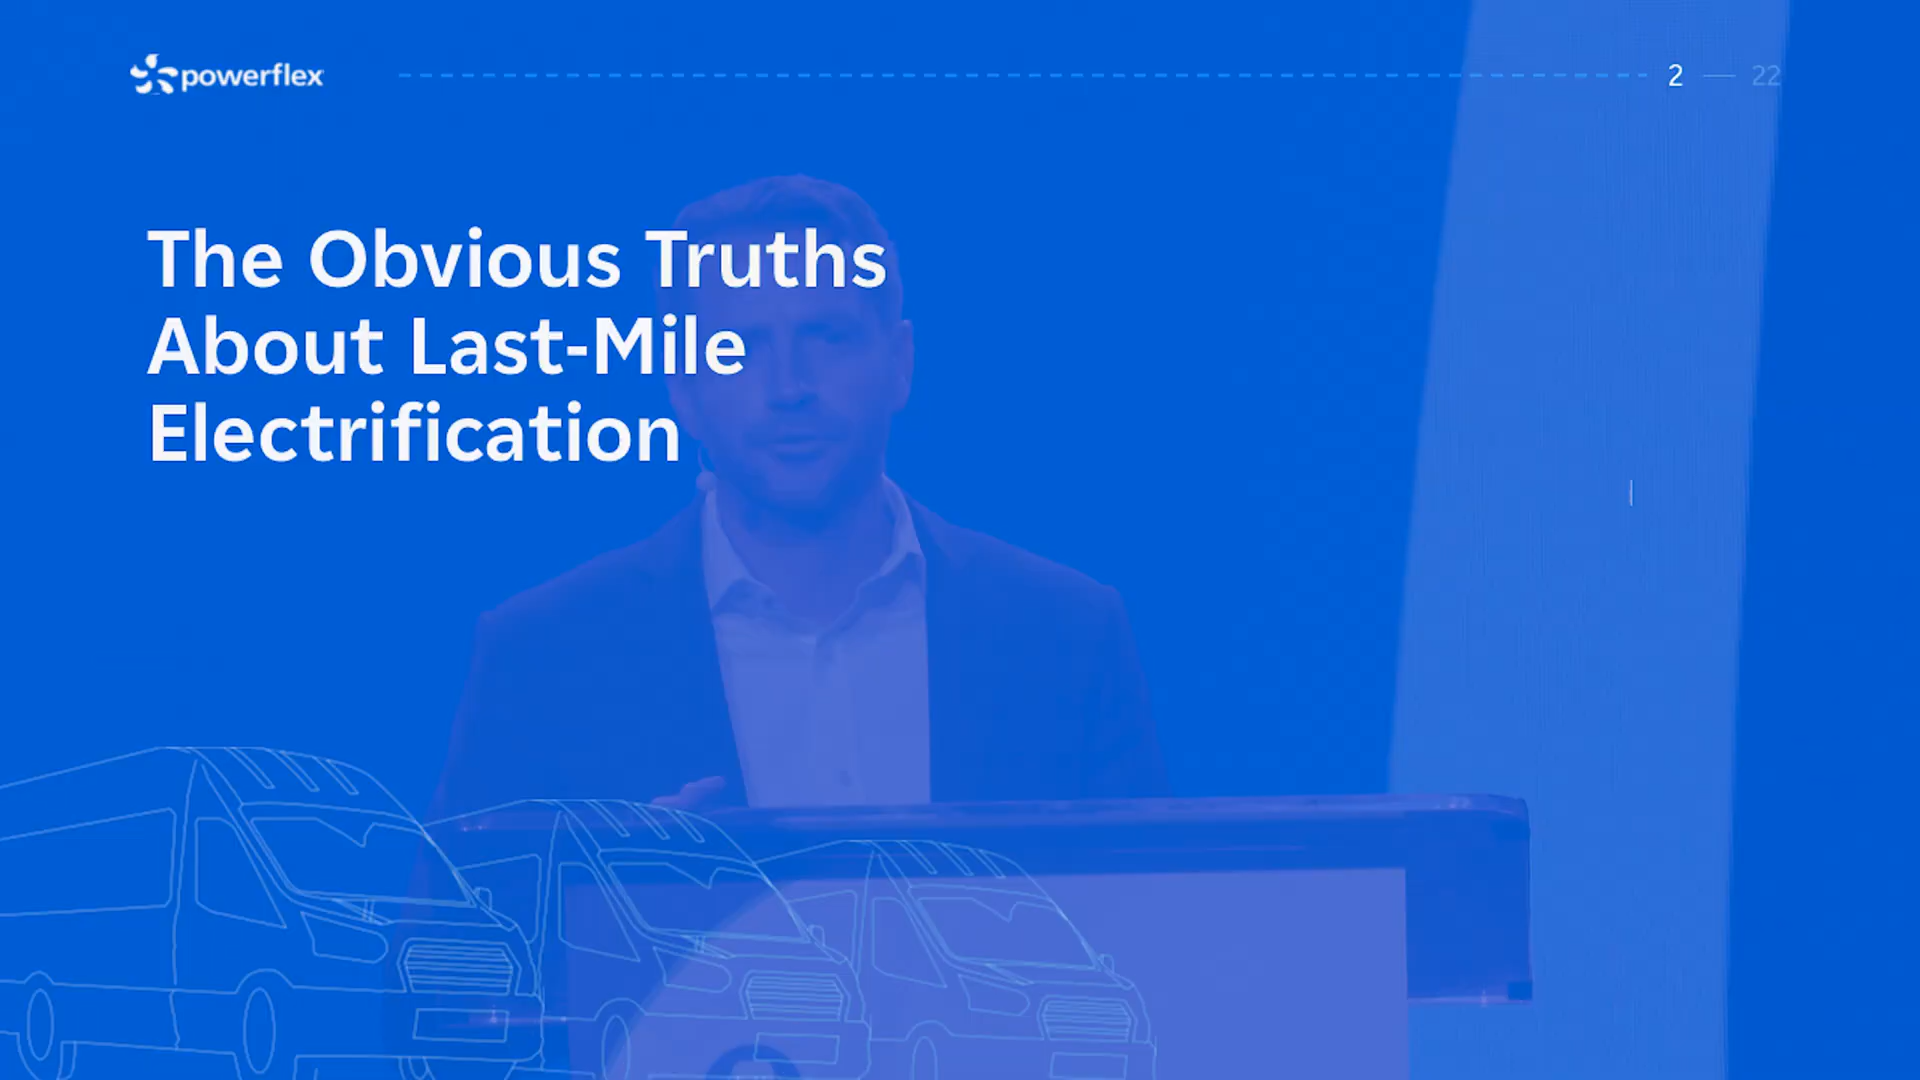 powerflex
2 — 22
The Obvious Truths
About Last-Mile
Electrification